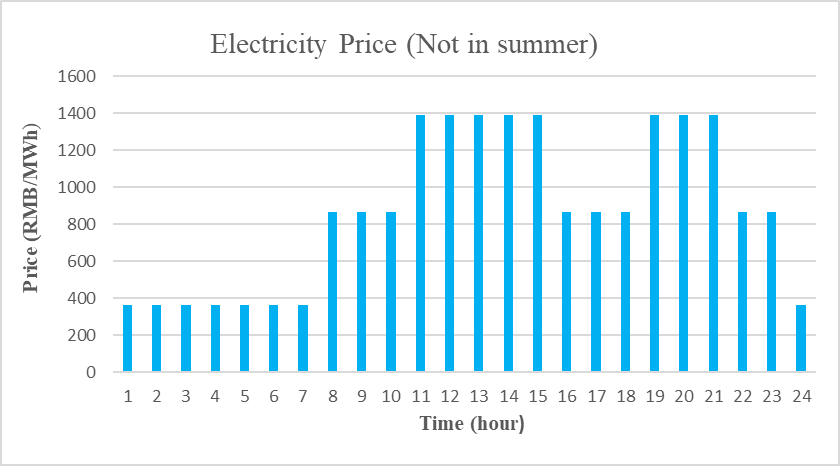 Electricity Price (Not in summer)
1600
1400
1200
1000
800
600
400
200
0
Price (RMB/MWh)
1 2 3 4 5 6 7 8 9 10 11 12 13 14 15 16 17 18 19 20 21 22 23 24
Time (hour)